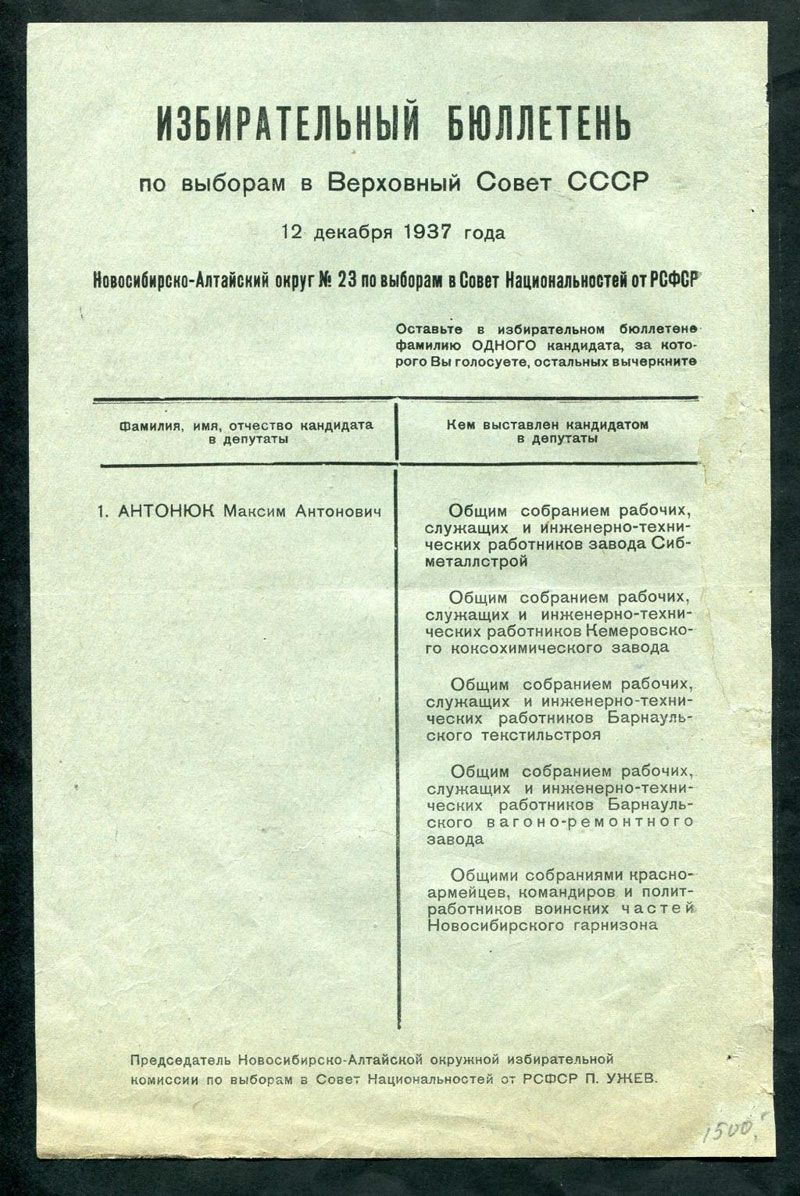 ИЗБИРАТЕЛЬНЫЙ БЮЛЛЕТЕНЬ
по выборам в Верховный Совет СССР
12 декабря 1937 года
Новосибирско-Алтайский округ № 23 по выборам в Совет Национальностей от РСФСР
Оставьте в избирательном бюллетене
фамилию ОДНОГО кандидата, за кото-
рого Вы голосуете, остальных вычеркните
Фамилия, имя, отчество кандидата
в депутаты
Кем выставлен кандидатом
в депутаты
1. АНТОНЮК Максим Антонович
Общим собранием рабочих,
служащих и инженерно-техни-
ческих работников завода Сиб-
металлстрой
Общим собранием рабочих,
служащих и инженерно-техни-
ческих работников Кемеровско-
го коксохимического завода
Общим собранием рабочих,
служащих и инженерно-техни-
ческих работников Барнауль-
ского текстильстроя
Общим собранием рабочих,
служащих и инженерно-техни-
ческих работников Барнауль-
ского вагоно-ремонтного
завода
Общими собраниями красно-
армейцев, командиров и полит-
работников воинских частей
Новосибирского гарнизона
Председатель Новосибирско-Алтайской окружной избирательной
комиссии по выборам в Совет Национальностей от РСФСР П. УЖЕВ.
1500